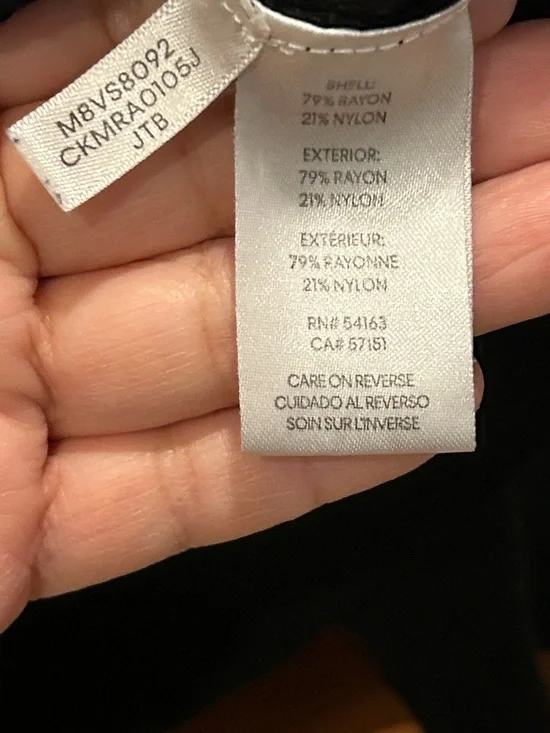 M8VS8092
CKMRA0105J
JTB
SHELL:
79% RAYON
21% NYLON
EXTERIOR:
79% RAYON
21% NYLON
EXTÉRIEUR:
79% RAYONNE
21% NYLON
RN# 54163
CA# 57151
CARE ON REVERSE
CUIDADO AL REVERSO
SOIN SUR L'INVERSE